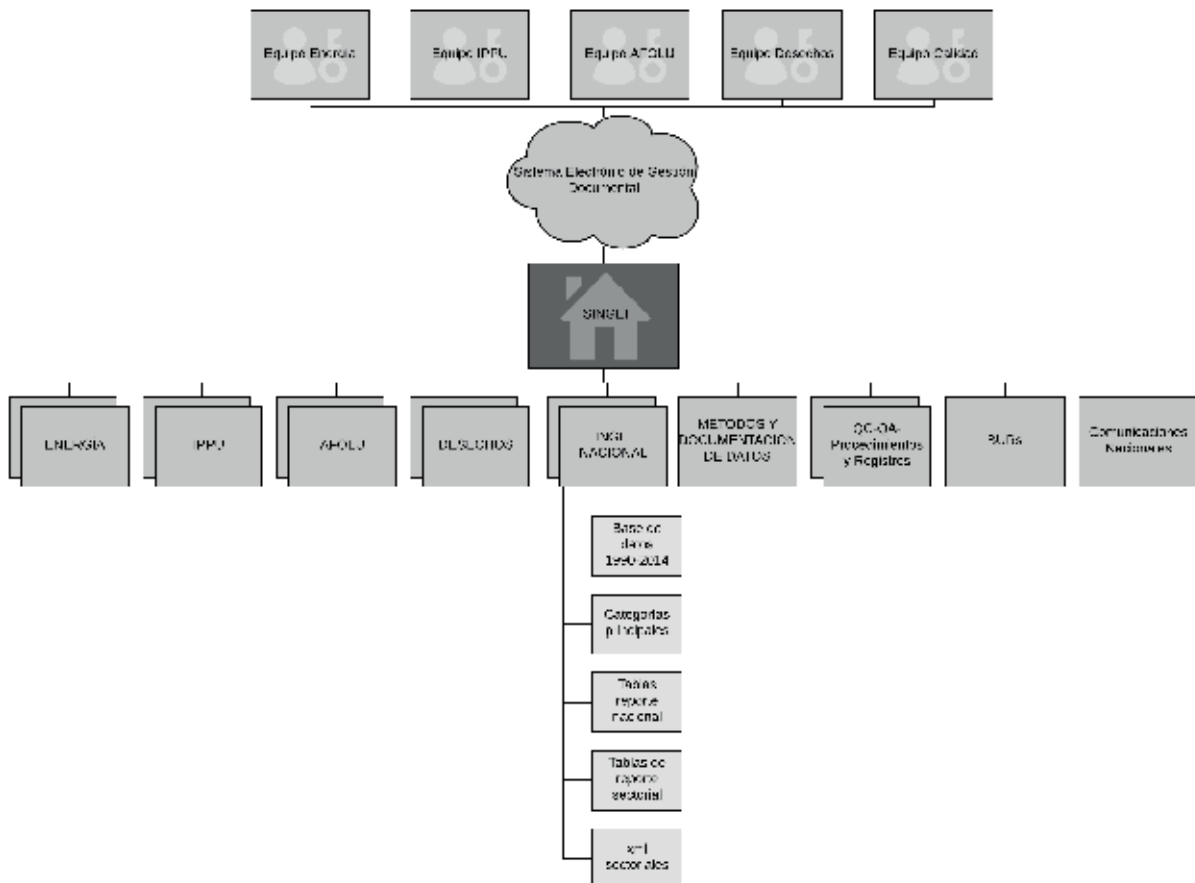 Equipo Energía
Equipo IPPU
Equipo AFOLU
Equipo Desechos
Equipo Calidad
Sistema Electrónico de Gestión
Documental
ENERGIA
IPPU
AFOLU
DESECHOS
INGEI
NACIONAL
METODOS Y
DOCUMENTACION
DE DATOS
QC-QA-
Procedimientos
y Registros
BURs
Comunicaciones
Nacionales
Base de
datos
1990-2014
Categorías
principales
Tablas
reporte
nacional
Tablas de
reporte
sectorial
xml
sectoriales